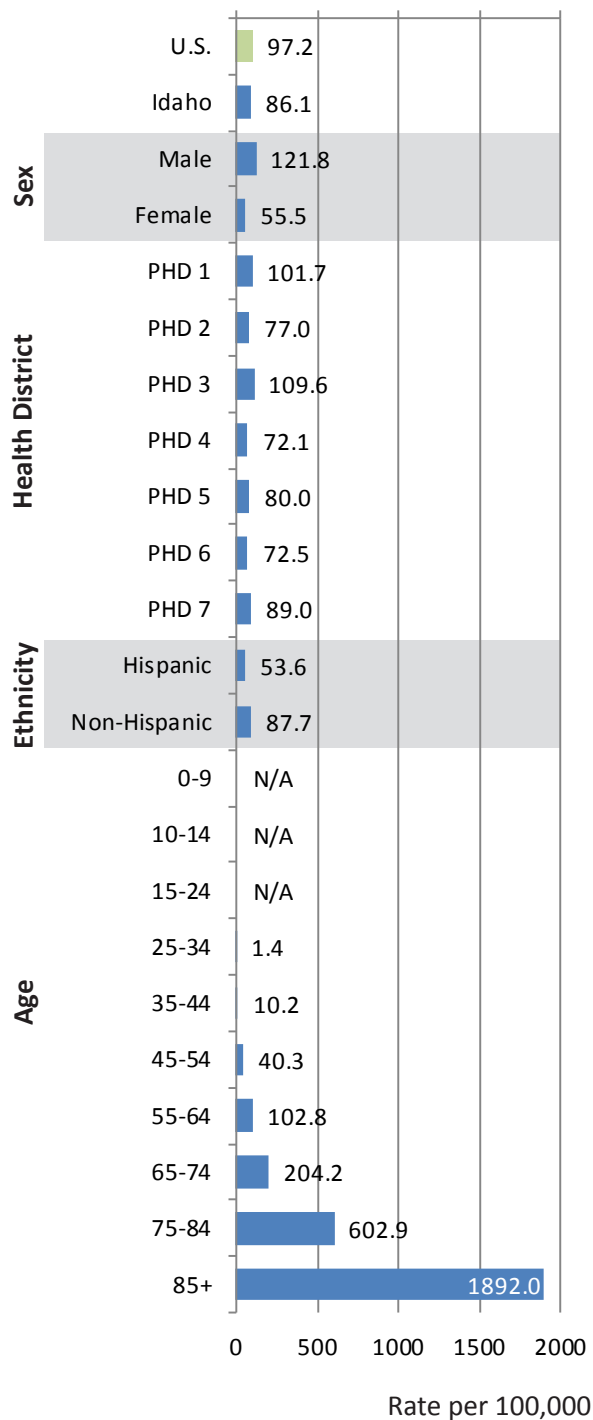 U.S. 97.2
Idaho 86.1
Sex
Male 121.8
Female 55.5
Health District
PHD 1 101.7
PHD 2 77.0
PHD 3 109.6
PHD 4 72.1
PHD 5 80.0
PHD 6 72.5
PHD 7 89.0
Ethnicity
Hispanic 53.6
Non-Hispanic 87.7
Age
0-9 N/A
10-14 N/A
15-24 N/A
25-34 1.4
35-44 10.2
45-54 40.3
55-64 102.8
65-74 204.2
75-84 602.9
85+ 1892.0
0 500 1000 1500 2000
Rate per 100,000